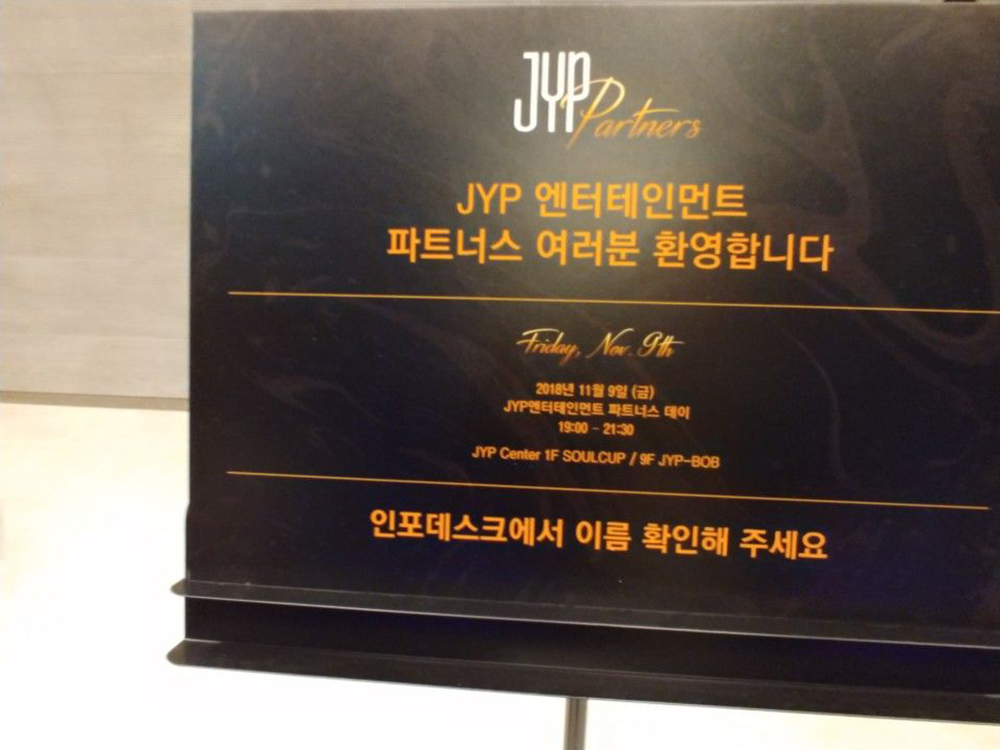 JYP Partners
JYP 엔터테인먼트
파트너스 여러분 환영합니다
Friday, Nov. 9th
2018년 11월 9일 (금)
JYP엔터테인먼트 파트너스 데이
19:00 - 21:30
JYP Center 1F SOULCUP / 9F JYP-BOB
인포데스크에서 이름 확인해 주세요